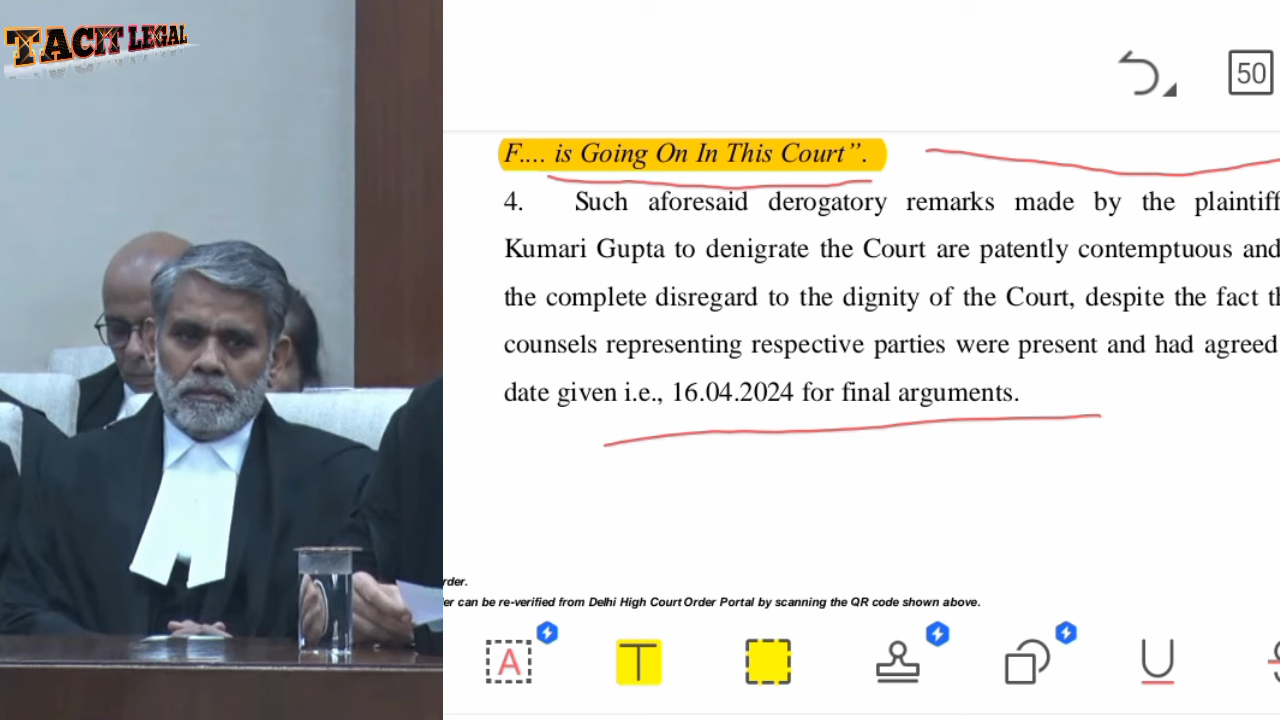 TACIT LEGAL
50
F.... is Going On In This Court”.
4. Such aforesaid derogatory remarks made by the plaintiff
Kumari Gupta to denigrate the Court are patently contemptuous and
the complete disregard to the dignity of the Court, despite the fact
counsels representing respective parties were present and had agreed
date given i.e., 16.04.2024 for final arguments.
can be re-verified from Delhi High Court Order Portal by scanning the QR code shown above.
A
T
U